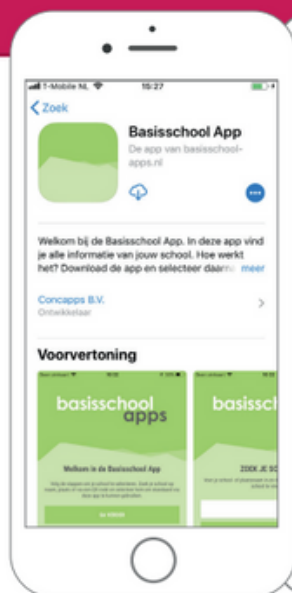 T-Mobile NL
15:27
Zoek
Basisschool App
De app van basisschool-
apps.nl
Welkom bij de Basisschool App. In deze app vind
je alle informatie van jouw school. Hoe werkt
het? Download de app en selecteer daarna meer
Concapps B.V.
Ontwikkelaar
Voorvertoning
basisschool
apps
Welkom in de Basisschool App
basissch
ZOEK JE SC